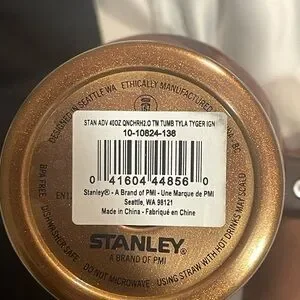 DESIGNED IN SEATTLE WA ETHICALLY MANUFACTURED
BC
STAN ADV 40OZ QNCHRH2.O TM TUMB TYLA TYGER IGN
10-10824-138
0 41604 44856 0
Stanley® - A Brand of PMI - Une Marque de PMI
Seattle, WA 98121
Made in China - Fabriqué en Chine
BPA FREE
DISHWASHER SAFE
EN1
STANLEY®
A BRAND OF PMI
DO NOT MICROWAVE
USING STRAW WITH HOT DRINKS MAY SCALD